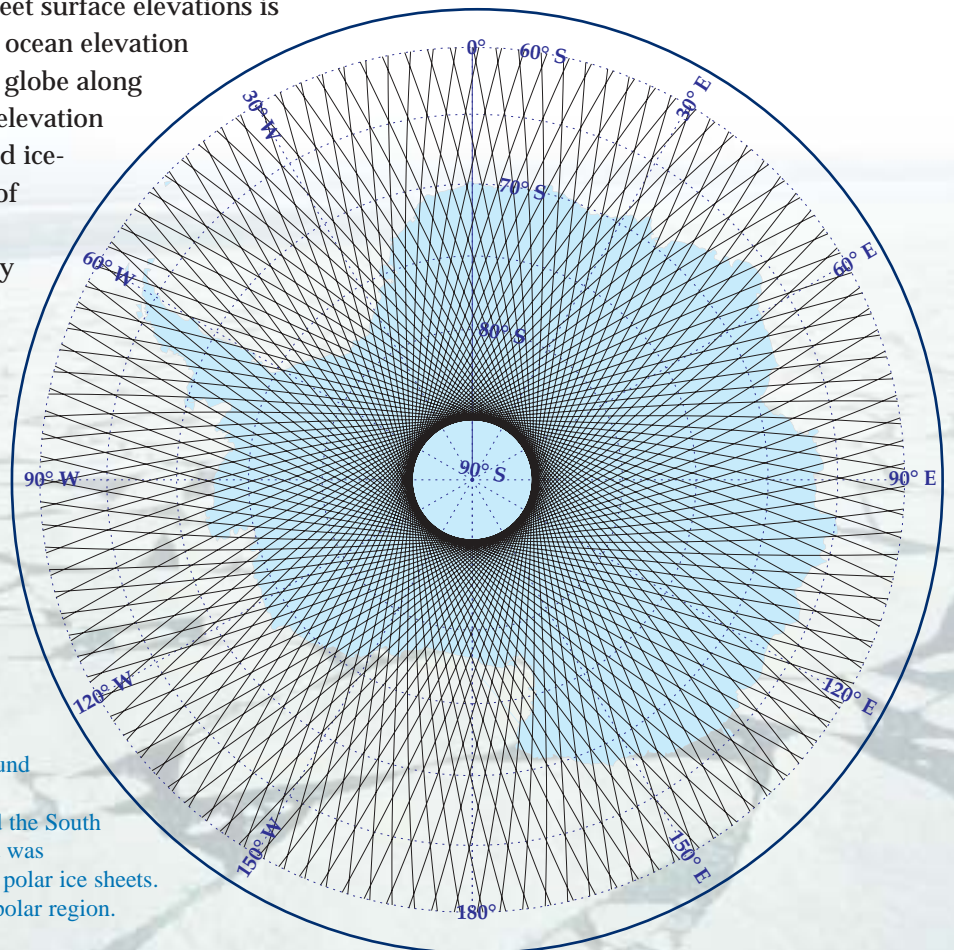 eet surface elevations is
ocean elevation
globe along
elevation
d ice-
of
y
0°
60° S
30° W
30° E
70° S
60° W
60° E
80° S
90° W
90° S
90° E
120° W
120° E
und
d the South
was
polar ice sheets.
polar region.
150° W
150° E
180°